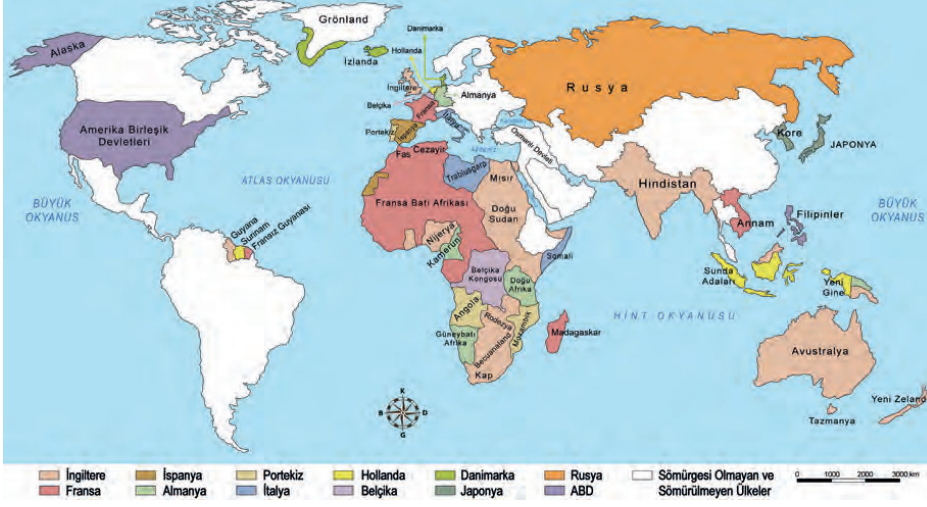 Grönland
Danimarka
Alaska
İzlanda
Hollanda
İngiltere
Almanya
Rusya
Belçika
Fransa
Amerika Birleşik
Devletleri
Portekiz
İspanya
Osmanlı Devleti
Kore
JAPONYA
Fas
Cezayir
Trablusgarp
Mısır
ATLAS OKYANUSU
BÜYÜK
OKYANUS
Fransa Batı Afrikası
Doğu
Sudan
Hindistan
Annam
Filipinler
BÜYÜK
OKYANUS
Guyana
Surinam
Fransız Guyanası
Nijerya
Kamerun
Somali
Belçika
Kongosu
Doğu
Afrika
Sunda
Adaları
Yeni
Gine
Angola
Rodezya
Mozambik
Madagaskar
HİNT OKYANUSU
Güneybatı
Afrika
Becuanaland
Kap
Avustralya
Yeni Zeland
Tazmanya
K
B
D
G
İngiltere
İspanya
Portekiz
Hollanda
Danimarka
Rusya
Sömürgesi Olmayan ve
Sömürülmeyen Ülkeler
0 1000 2000 3000 km
Fransa
Almanya
İtalya
Belçika
Japonya
ABD